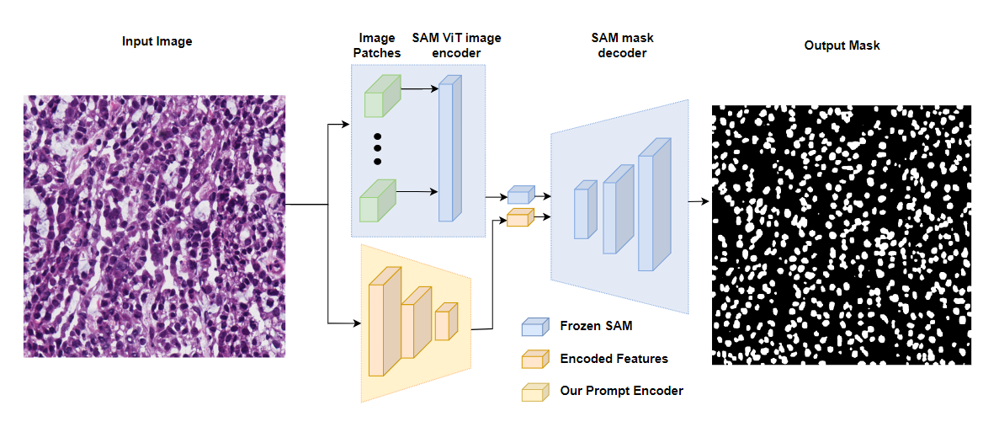 Input Image
Image
Patches
SAM ViT image
encoder
SAM mask
decoder
Output Mask
Frozen SAM
Encoded Features
Our Prompt Encoder